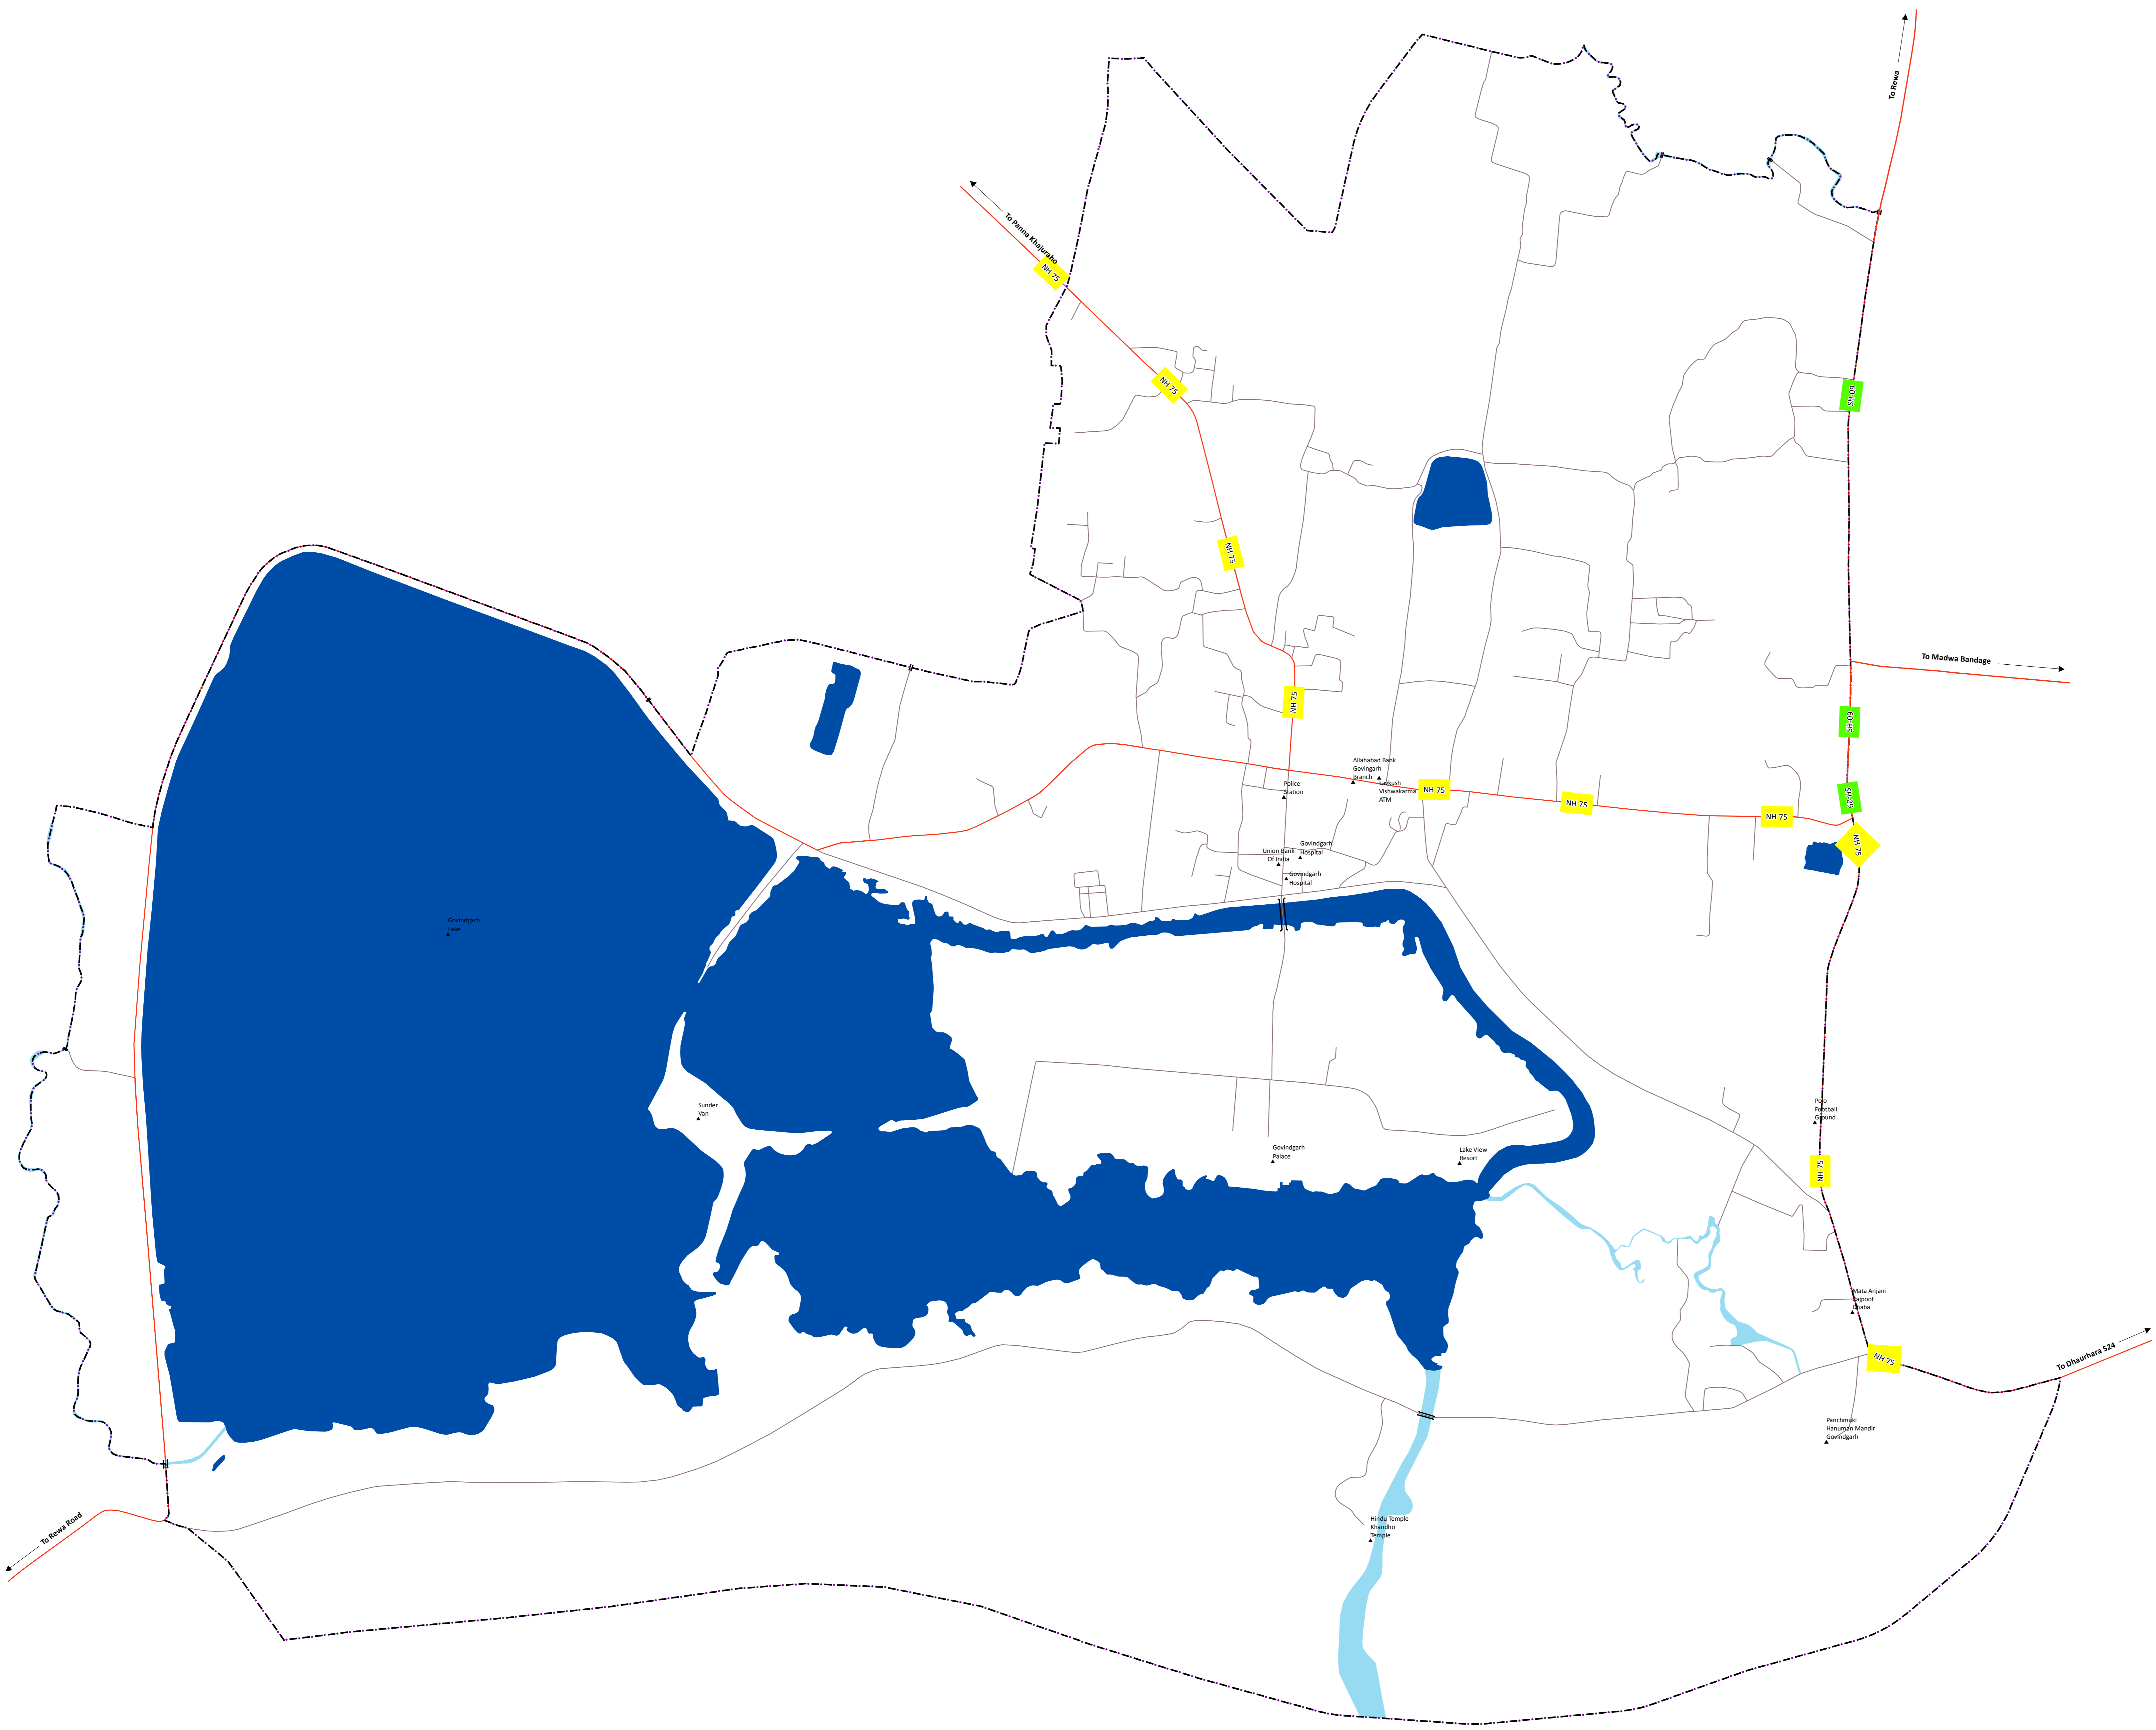 To Rewa
To Panna Khajuraho
NH 75
NH 75
SH-09
NH 75
To Madwa Bandage
NH 75
SH-09
Allahabad Bank
Govingarh
Branch
Lavkush
Vishwakarma
ATM
Police
Station
NH 75
NH 75
NH 75
SH-09
NH 75
Govindgarh
Hospital
Union Bank
Of India
Govindgarh
Hospital
Govindgarh
Lake
Sunder
Van
Polo
Football
Ground
Govindgarh
Palace
Lake View
Resort
NH 75
Mata Anjani
Rajpoot
Dhaba
NH 75
To Dhaurhara 524
Panchmuki
Hanuman Mandir
Govindgarh
To Rewa Road
Hindu Temple
Khandho
Temple